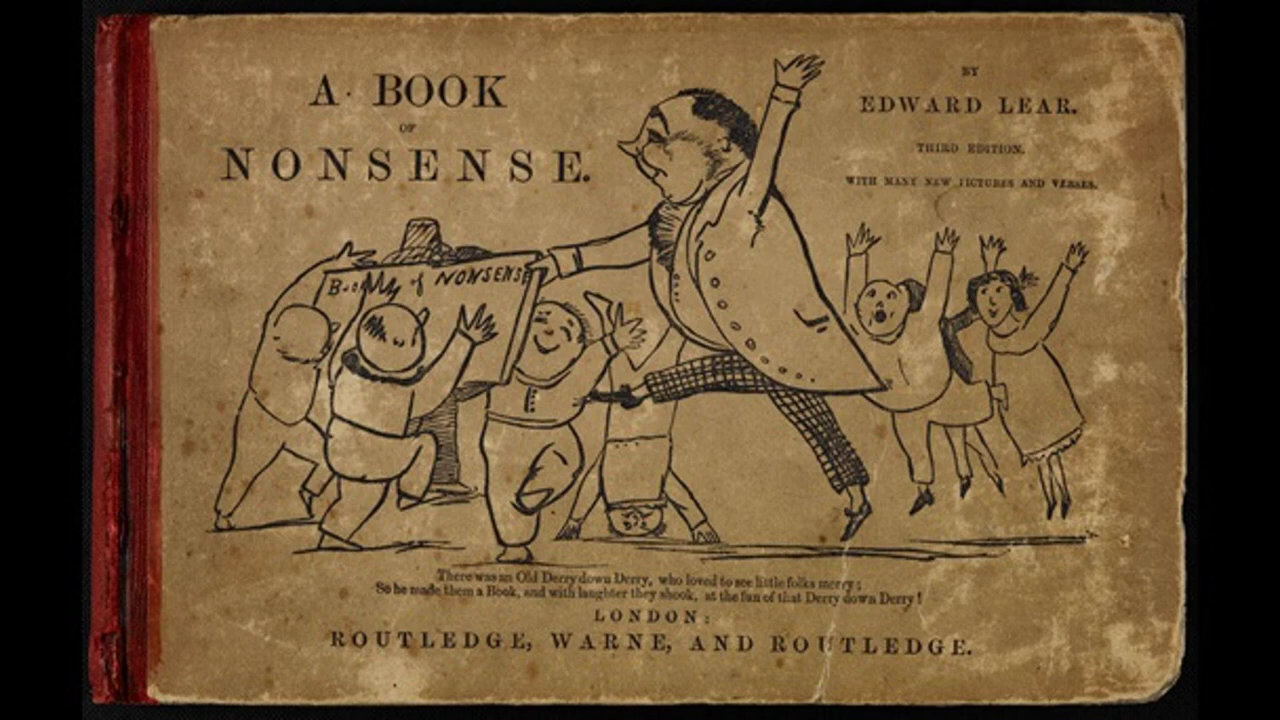 A BOOK
OF
NONSENSE.
BY
EDWARD LEAR.
THIRD EDITION.
WITH MANY NEW PICTURES AND VERSES.
Book of NONSENSE
There was an Old Derry down Derry, who loved to see little folks merry;
So he made them a Book, and with laughter they shook, at the fun of that Derry down Derry!
LONDON:
ROUTLEDGE, WARNE, AND ROUTLEDGE.